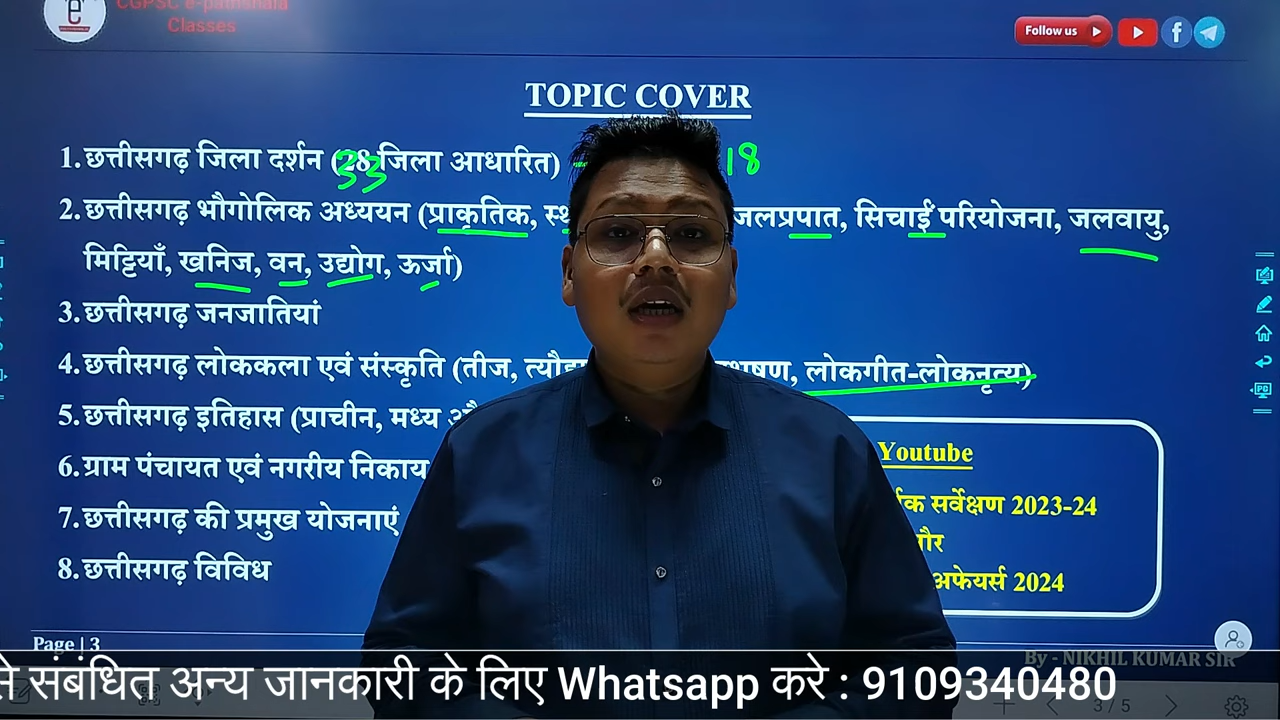 CGPSC e-pathshala
Classes
Follow us
TOPIC COVER
1. छत्तीसगढ़ जिला दर्शन (28 जिला आधारित)
33
18
2. छत्तीसगढ़ भौगोलिक अध्ययन (प्राकृतिक, जलप्रपात, सिचाईं परियोजना, जलवायु,
मिट्टियाँ, खनिज, वन, उद्योग, ऊर्जा)
3. छत्तीसगढ़ जनजातियां
4. छत्तीसगढ़ लोककला एवं संस्कृति (तीज, लोकगीत-लोकनृत्य)
5. छत्तीसगढ़ इतिहास (प्राचीन, मध्य
6. ग्राम पंचायत एवं नगरीय निकाय
7. छत्तीसगढ़ की प्रमुख योजनाएं
8. छत्तीसगढ़ विविध
Youtube
सर्वेक्षण 2023-24
अफेयर्स 2024
Page | 3
By - NIKHIL KUMAR SIR
से संबंधित अन्य जानकारी के लिए Whatsapp करे : 9109340480
3 / 5